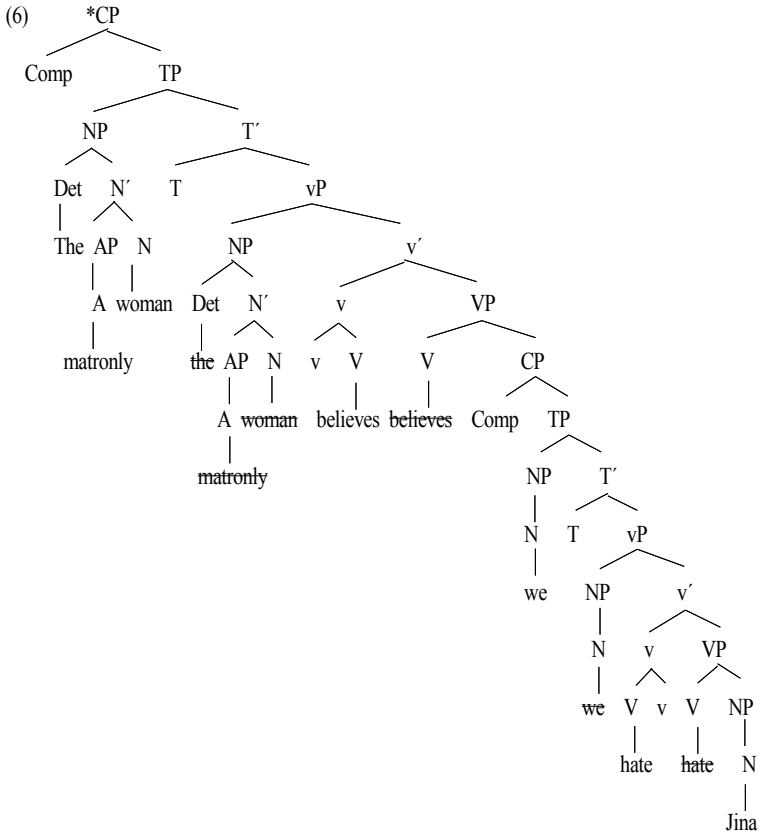 (6) *CP
Comp TP
NP T´
Det N´ T vP
The AP N NP v´
A woman Det N´ v VP
matronly the AP N v V V CP
A woman believes believes Comp TP
matronly NP T´
N T vP
we NP v´
N v VP
we V v V NP
hate hate N
Jina